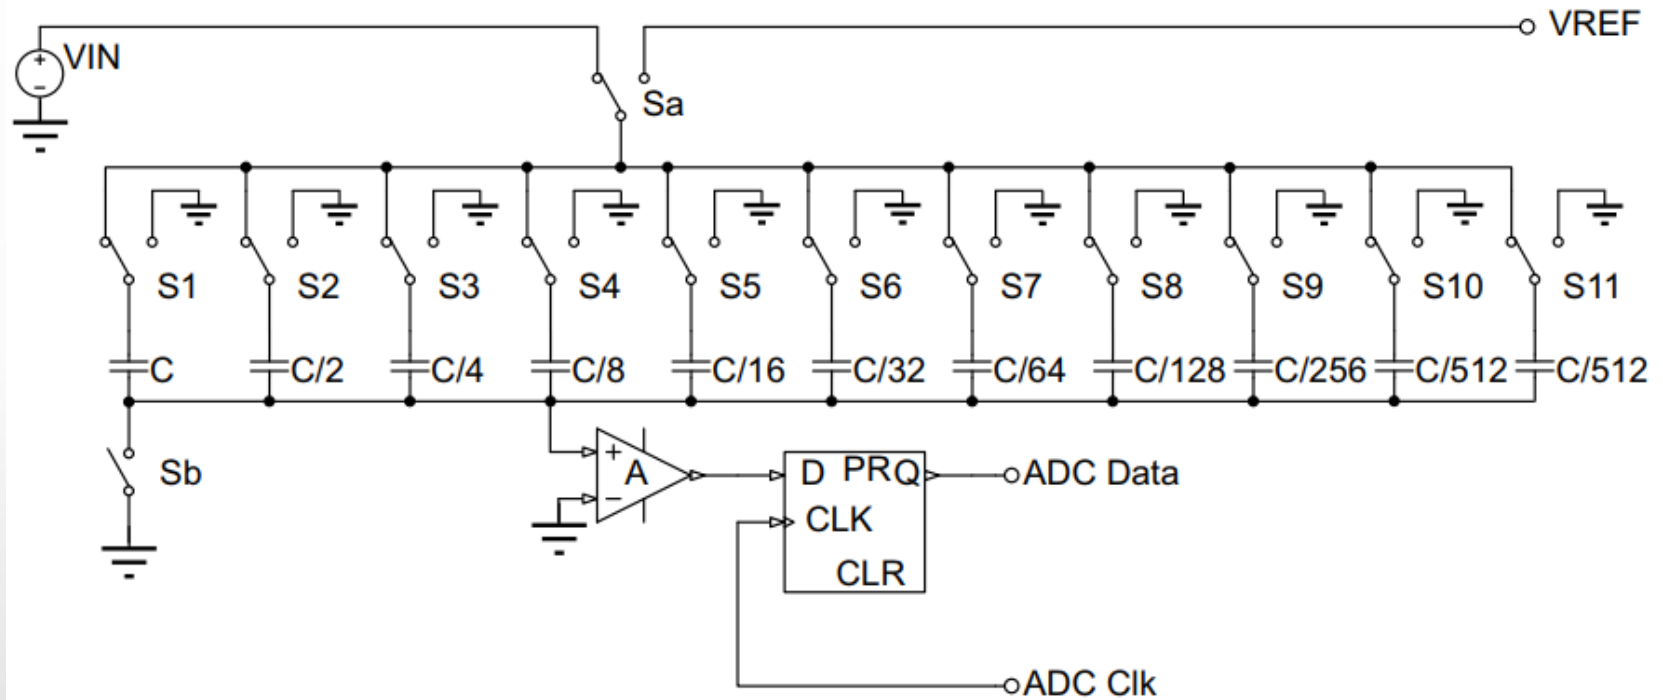 VREF
VIN
+
−
Sa
S1 S2 S3 S4 S5 S6 S7 S8 S9 S10 S11
C C/2 C/4 C/8 C/16 C/32 C/64 C/128 C/256 C/512 C/512
Sb
+
A
−
D PR Q
ADC Data
CLK
CLR
ADC Clk